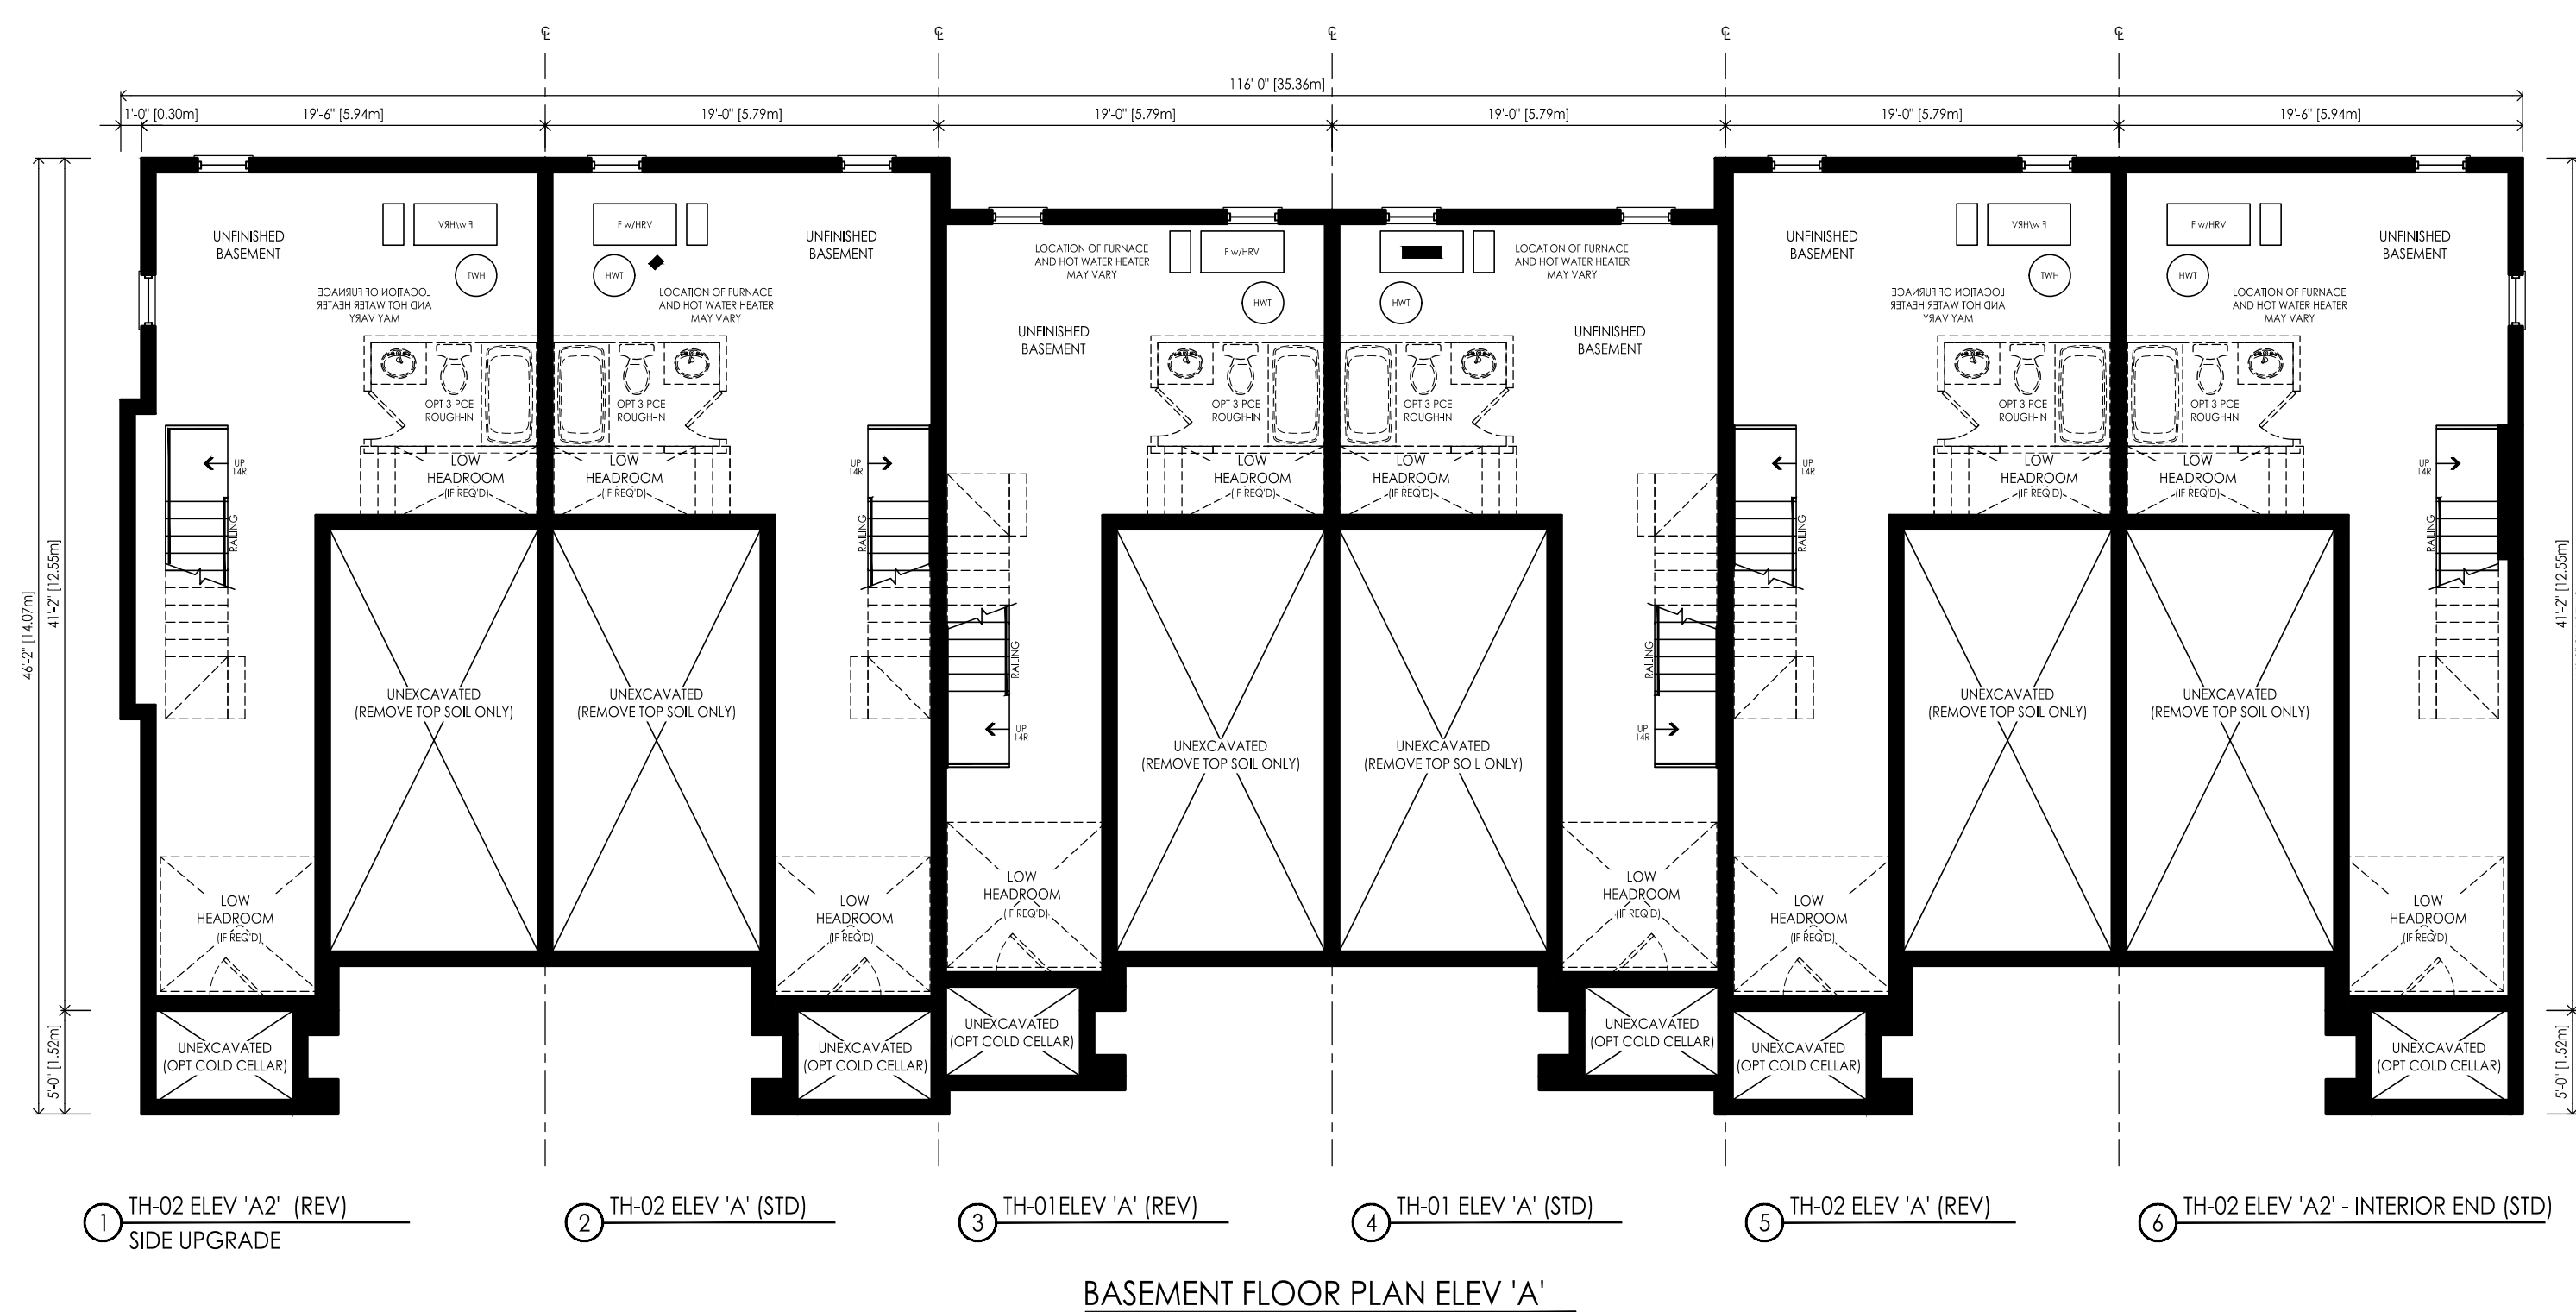 116'-0" [35.36m]
1'-0" [0.30m]
19'-6" [5.94m]
19'-0" [5.79m]
19'-0" [5.79m]
19'-0" [5.79m]
19'-0" [5.79m]
19'-6" [5.94m]
46'-2" [14.07m]
41'-2" [12.55m]
5'-0" [1.52m]
UNFINISHED
BASEMENT
F w/HRV
HWT
LOCATION OF FURNACE
AND HOT WATER HEATER
MAY VARY
OPT 3-PCE
ROUGH-IN
LOW
HEADROOM
(IF REQ'D)
UP
14R
RAILING
UNEXCAVATED
(REMOVE TOP SOIL ONLY)
LOW
HEADROOM
(IF REQ'D)
UNEXCAVATED
(OPT COLD CELLAR)
F w/HRV
HWT
UNFINISHED
BASEMENT
LOCATION OF FURNACE
AND HOT WATER HEATER
MAY VARY
OPT 3-PCE
ROUGH-IN
LOW
HEADROOM
(IF REQ'D)
UP
14R
RAILING
UNEXCAVATED
(REMOVE TOP SOIL ONLY)
LOW
HEADROOM
(IF REQ'D)
UNEXCAVATED
(OPT COLD CELLAR)
LOCATION OF FURNACE
AND HOT WATER HEATER
MAY VARY
F w/HRV
HWT
UNFINISHED
BASEMENT
OPT 3-PCE
ROUGH-IN
LOW
HEADROOM
(IF REQ'D)
RAILING
UP
14R
UNEXCAVATED
(REMOVE TOP SOIL ONLY)
LOW
HEADROOM
(IF REQ'D)
UNEXCAVATED
(OPT COLD CELLAR)
LOCATION OF FURNACE
AND HOT WATER HEATER
MAY VARY
HWT
UNFINISHED
BASEMENT
OPT 3-PCE
ROUGH-IN
LOW
HEADROOM
(IF REQ'D)
RAILING
UP
14R
UNEXCAVATED
(REMOVE TOP SOIL ONLY)
LOW
HEADROOM
(IF REQ'D)
UNEXCAVATED
(OPT COLD CELLAR)
UNFINISHED
BASEMENT
F w/HRV
HWT
LOCATION OF FURNACE
AND HOT WATER HEATER
MAY VARY
OPT 3-PCE
ROUGH-IN
LOW
HEADROOM
(IF REQ'D)
UP
14R
RAILING
UNEXCAVATED
(REMOVE TOP SOIL ONLY)
LOW
HEADROOM
(IF REQ'D)
UNEXCAVATED
(OPT COLD CELLAR)
F w/HRV
HWT
UNFINISHED
BASEMENT
LOCATION OF FURNACE
AND HOT WATER HEATER
MAY VARY
OPT 3-PCE
ROUGH-IN
LOW
HEADROOM
(IF REQ'D)
UP
14R
RAILING
UNEXCAVATED
(REMOVE TOP SOIL ONLY)
LOW
HEADROOM
(IF REQ'D)
UNEXCAVATED
(OPT COLD CELLAR)
41'-2" [12.55m]
5'-0" [1.52m]
1 TH-02 ELEV 'A2' (REV)
SIDE UPGRADE
2 TH-02 ELEV 'A' (STD)
3 TH-01ELEV 'A' (REV)
4 TH-01 ELEV 'A' (STD)
5 TH-02 ELEV 'A' (REV)
6 TH-02 ELEV 'A2' - INTERIOR END (STD)
BASEMENT FLOOR PLAN ELEV 'A'